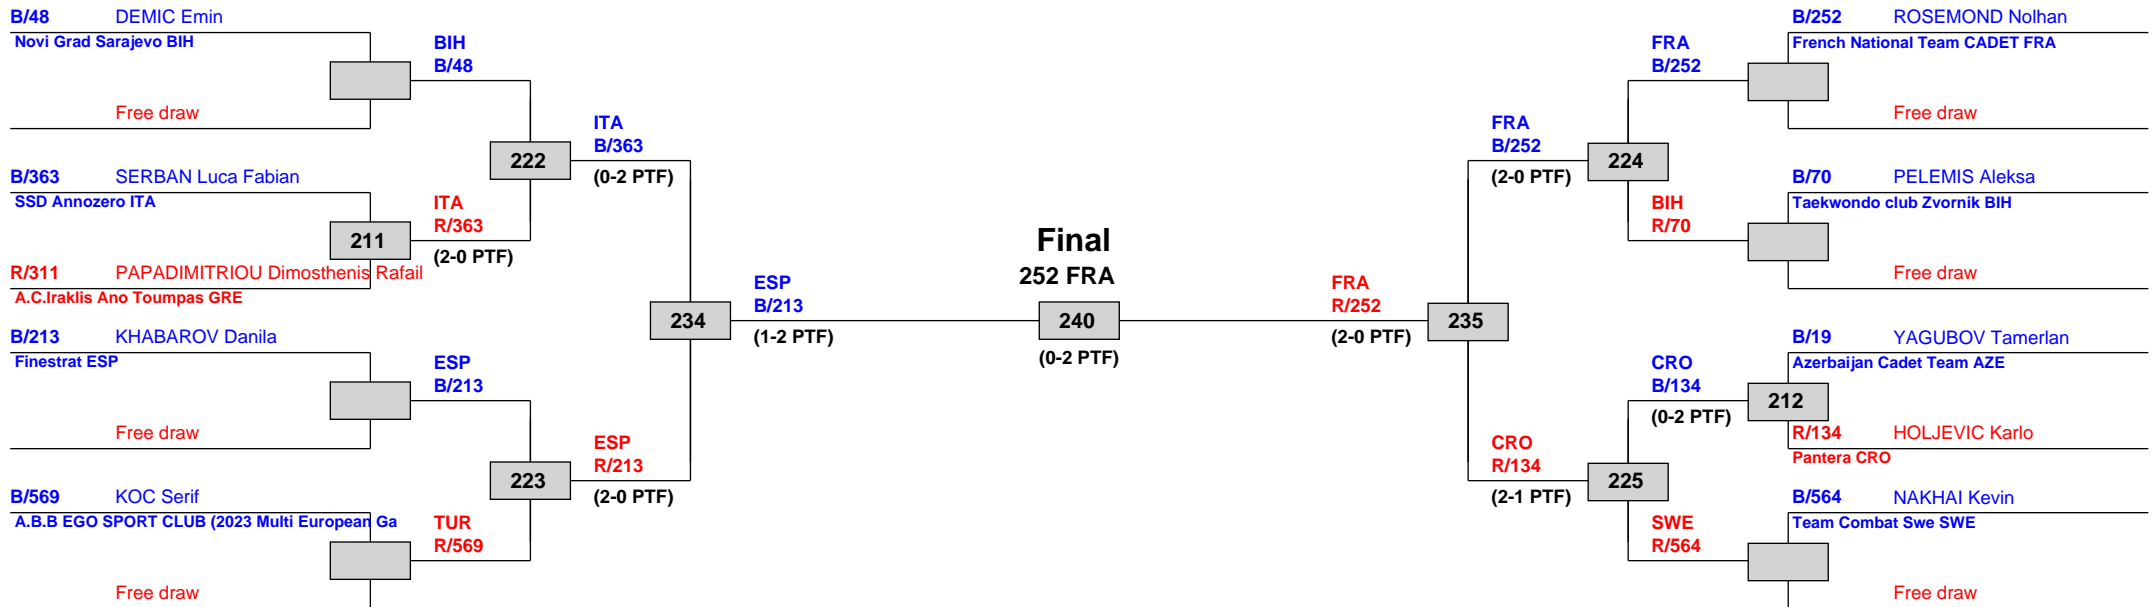 B/48 DEMIC Emin
Novi Grad Sarajevo BIH
Free draw
BIH
B/48
B/363 SERBAN Luca Fabian
SSD Annozero ITA
211
R/311 PAPADIMITRIOU Dimosthenis Rafail
A.C.Iraklis Ano Toumpas GRE
ITA
R/363
(2-0 PTF)
222
ITA
B/363
(0-2 PTF)
B/213 KHABAROV Danila
Finestrat ESP
Free draw
ESP
B/213
B/569 KOC Serif
A.B.B EGO SPORT CLUB (2023 Multi European Ga
Free draw
TUR
R/569
223
ESP
R/213
(2-0 PTF)
234
ESP
B/213
(1-2 PTF)
Final
252 FRA
240
(0-2 PTF)
FRA
R/252
(2-0 PTF)
235
FRA
B/252
(2-0 PTF)
224
FRA
B/252
B/252 ROSEMOND Nolhan
French National Team CADET FRA
Free draw
BIH
R/70
B/70 PELEMIS Aleksa
Taekwondo club Zvornik BIH
Free draw
CRO
R/134
(2-1 PTF)
225
CRO
B/134
(0-2 PTF)
212
B/19 YAGUBOV Tamerlan
Azerbaijan Cadet Team AZE
R/134 HOLJEVIC Karlo
Pantera CRO
SWE
R/564
B/564 NAKHAI Kevin
Team Combat Swe SWE
Free draw